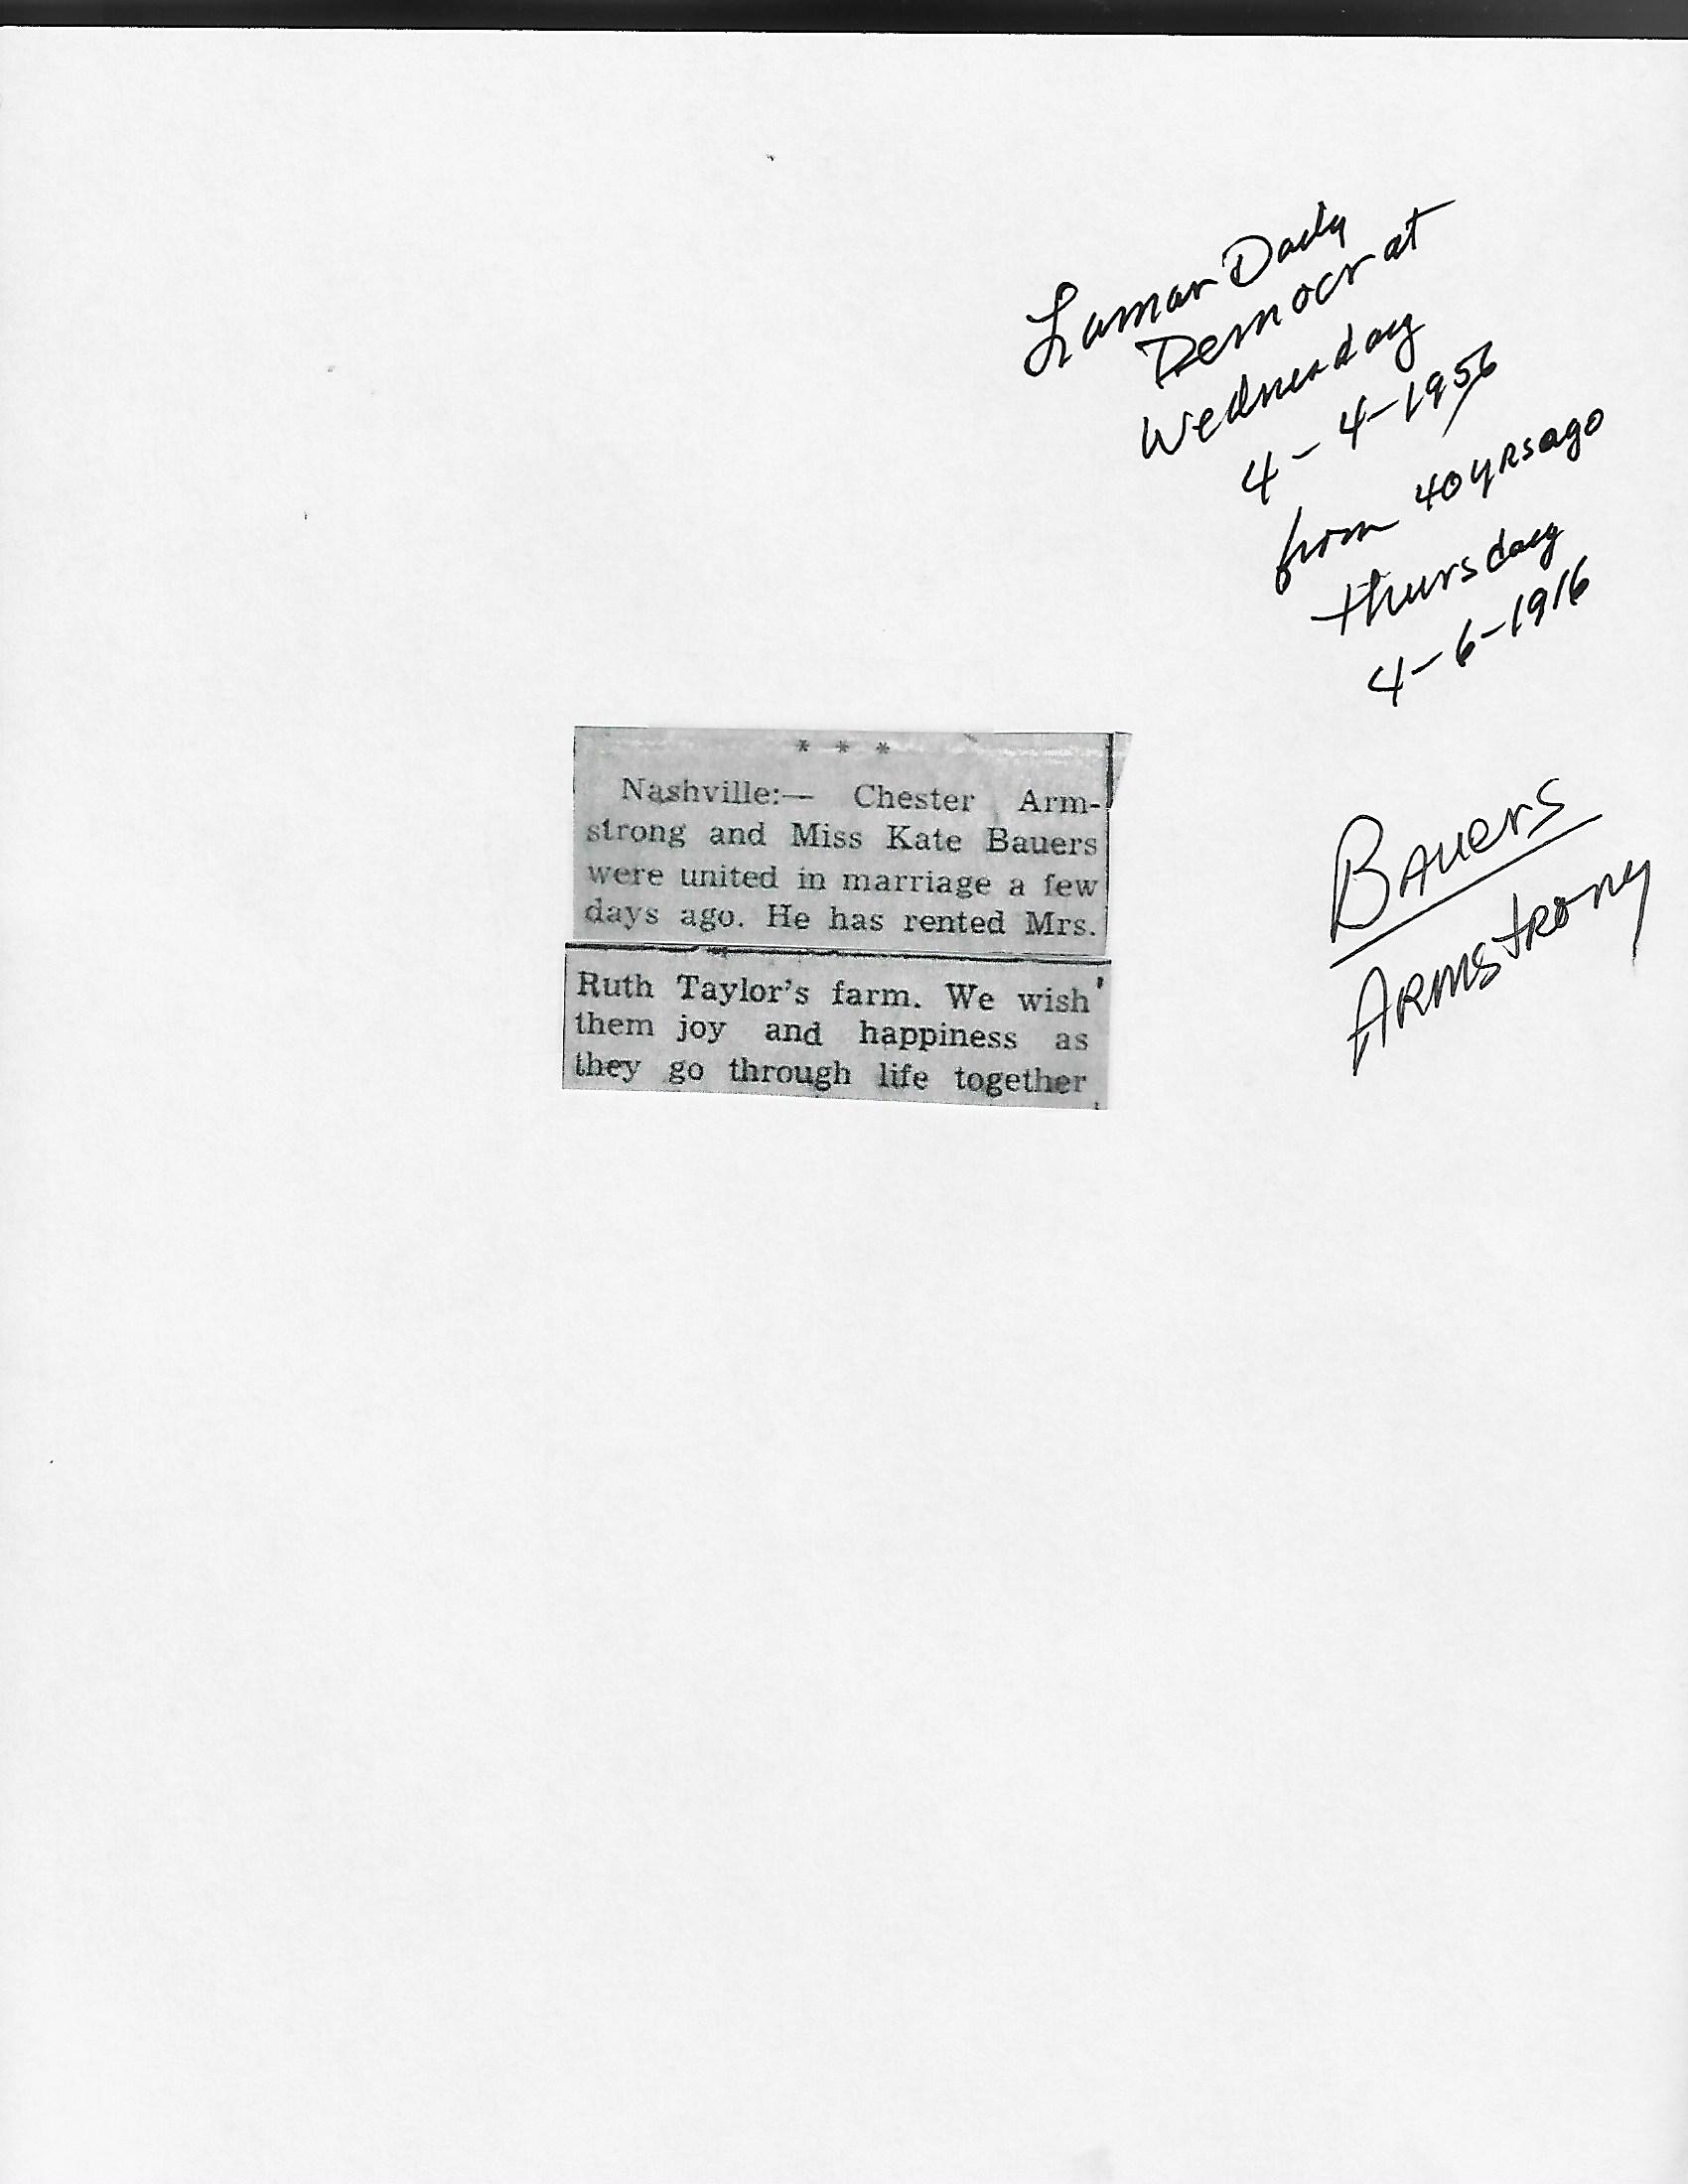 Lamar Daily
Democrat
Wednesday
4-4-1956
from 40 yrs ago
thursday
4-6-1916
* * *
Nashville:— Chester Arm-
strong and Miss Kate Bauers
were united in marriage a few
days ago. He has rented Mrs.
Ruth Taylor's farm. We wish
them joy and happiness as
they go through life together
Bauers
Armstrong